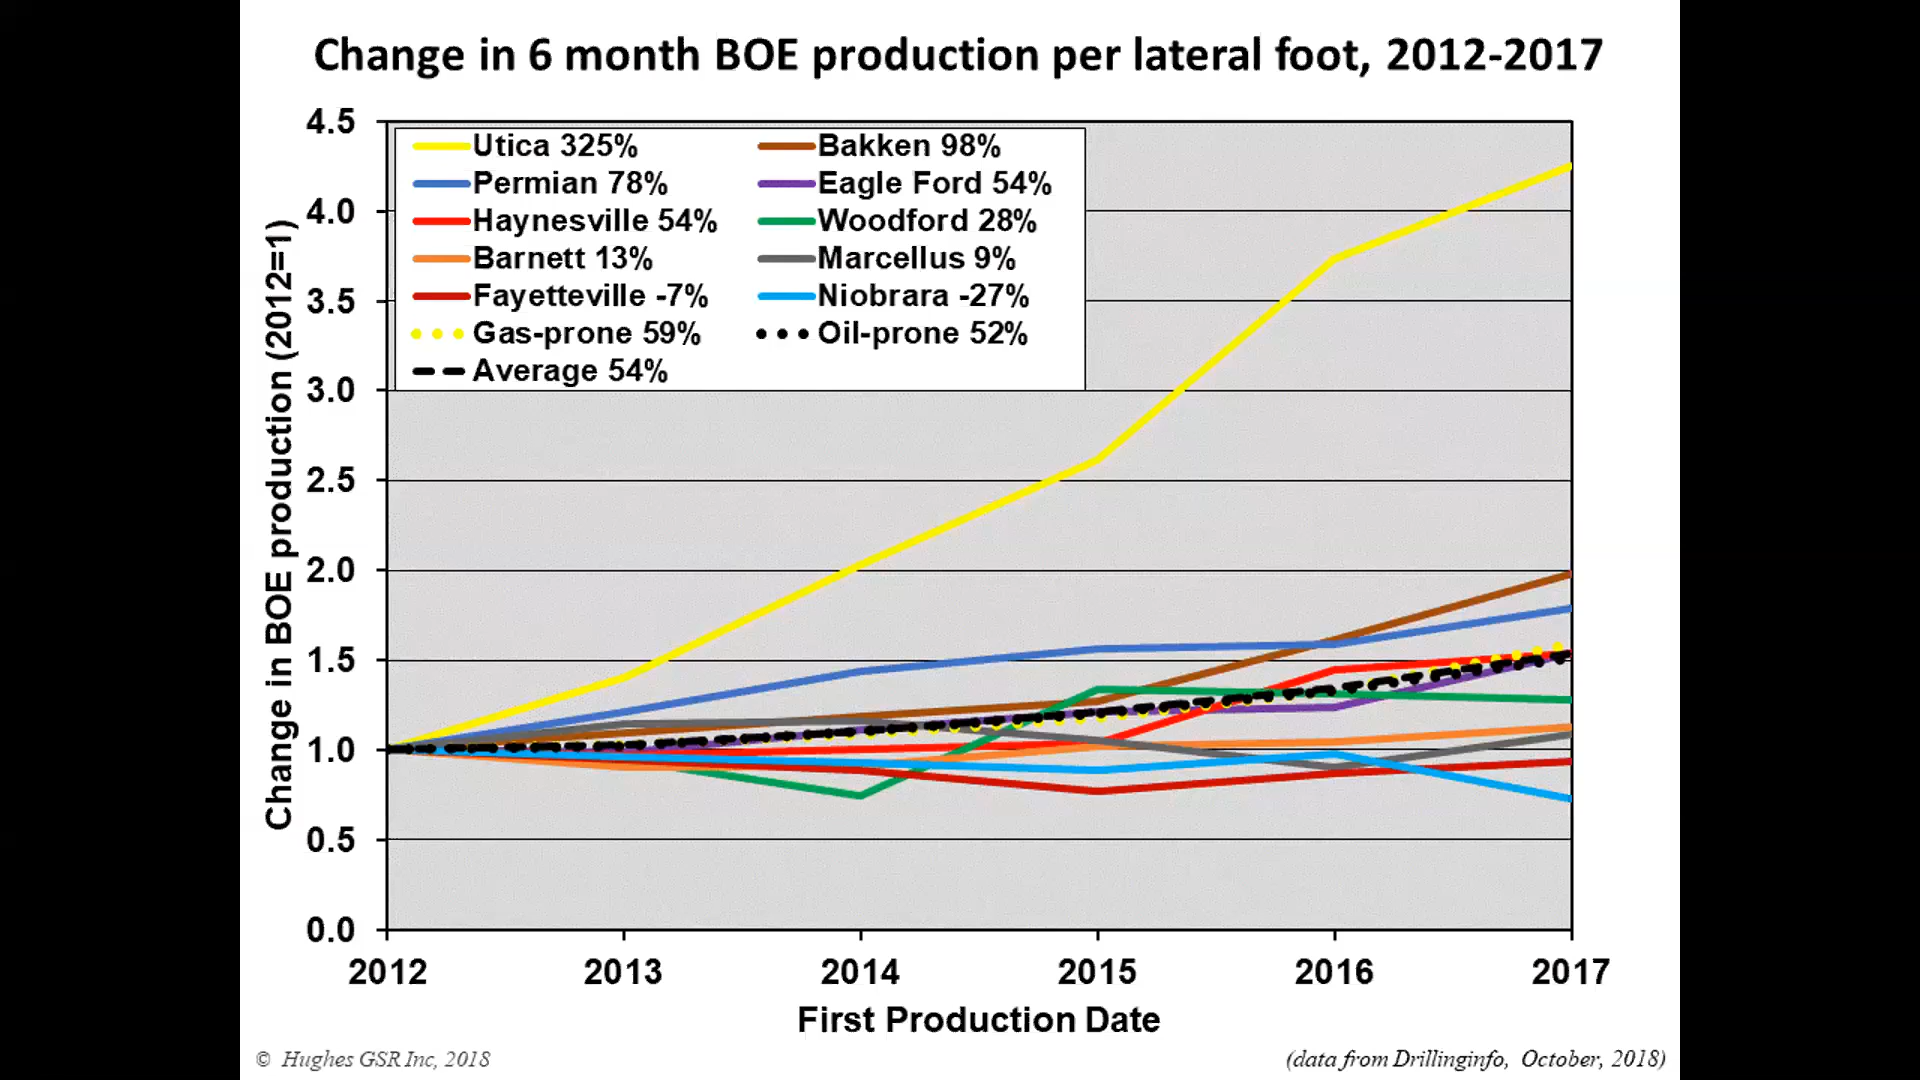 Change in 6 month BOE production per lateral foot, 2012-2017
Change in BOE production (2012=1)
4.5
4.0
3.5
3.0
2.5
2.0
1.5
1.0
0.5
0.0
Utica 325%
Bakken 98%
Permian 78%
Eagle Ford 54%
Haynesville 54%
Woodford 28%
Barnett 13%
Marcellus 9%
Fayetteville -7%
Niobrara -27%
Gas-prone 59%
Oil-prone 52%
Average 54%
2012 2013 2014 2015 2016 2017
First Production Date
© Hughes GSR Inc, 2018
(data from Drillinginfo, October, 2018)